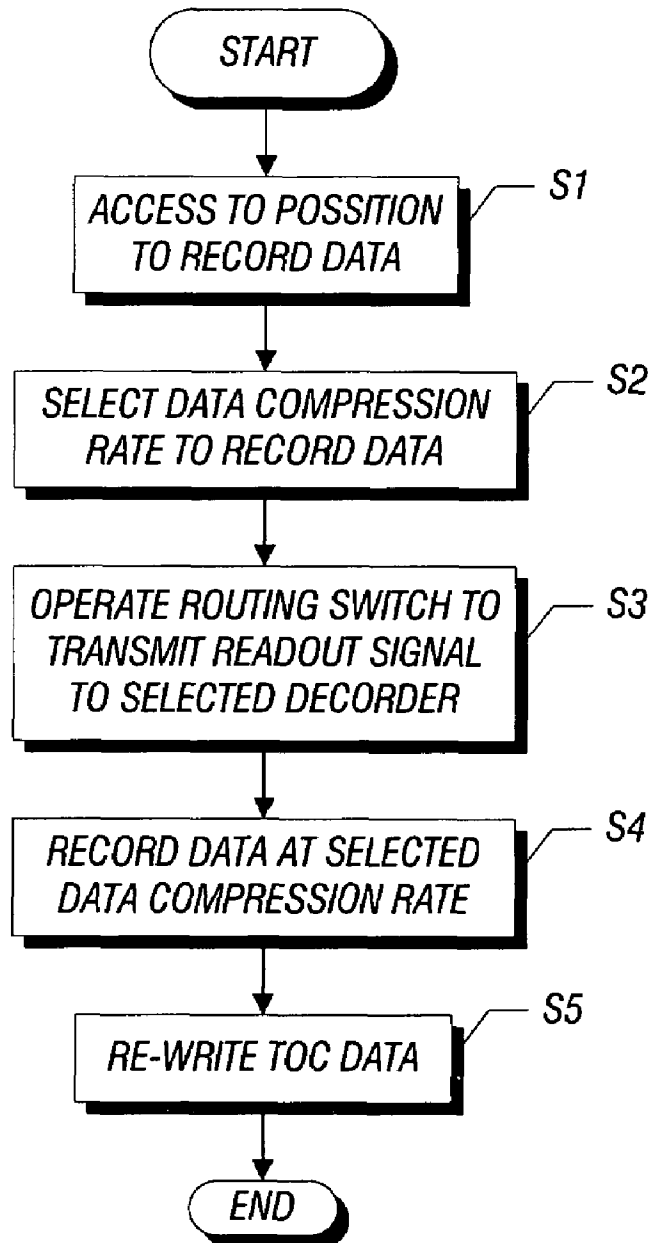 START
ACCESS TO POSSITION
TO RECORD DATA
S1
SELECT DATA COMPRESSION
RATE TO RECORD DATA
S2
OPERATE ROUTING SWITCH TO
TRANSMIT READOUT SIGNAL
TO SELECTED DECORDER
S3
RECORD DATA AT SELECTED
DATA COMPRESSION RATE
S4
RE-WRITE TOC DATA
S5
END